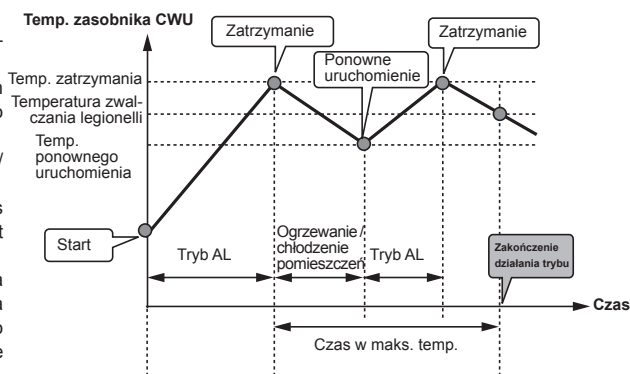 Temp. zasobnika CWU
Zatrzymanie
Zatrzymanie
Ponowne
uruchomienie
Temp. zatrzymania
Temperatura zwal-
czania legionelli
Temp.
ponownego
uruchomienia
Start
Tryb AL
Ogrzewanie/
chłodzenie
pomieszczeń
Tryb AL
Zakończenie
działania trybu
Czas
Czas w maks. temp.